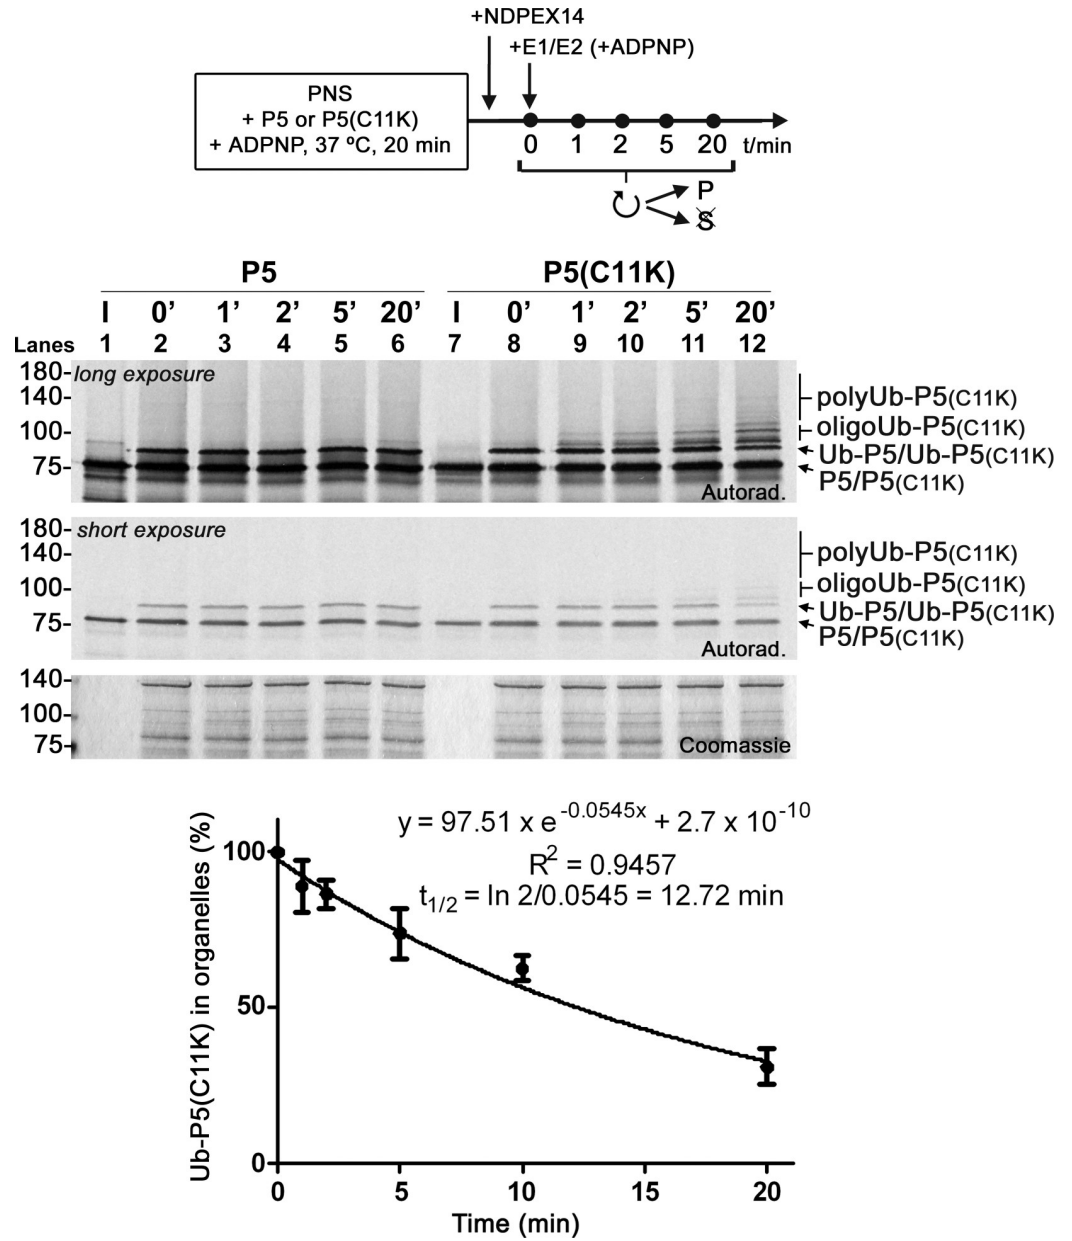 +NDPEX14
+E1/E2 (+ADPNP)
PNS
+ P5 or P5(C11K)
+ ADPNP, 37 ºC, 20 min
0 1 2 5 20 t/min
P
S
P5 P5(C11K)
I 0’ 1’ 2’ 5’ 20’ I 0’ 1’ 2’ 5’ 20’
Lanes 1 2 3 4 5 6 7 8 9 10 11 12
180- long exposure
140- polyUb-P5(C11K)
100- oligoUb-P5(C11K)
Ub-P5/Ub-P5(C11K)
75- P5/P5(C11K)
Autorad.
180- short exposure
140- polyUb-P5(C11K)
100- oligoUb-P5(C11K)
Ub-P5/Ub-P5(C11K)
75- P5/P5(C11K)
Autorad.
140-
100-
75- Coomassie
y = 97.51 x e^-0.0545x + 2.7 x 10^-10
R² = 0.9457
t1/2 = ln 2/0.0545 = 12.72 min
Ub-P5(C11K) in organelles (%)
100
50
0
0 5 10 15 20
Time (min)